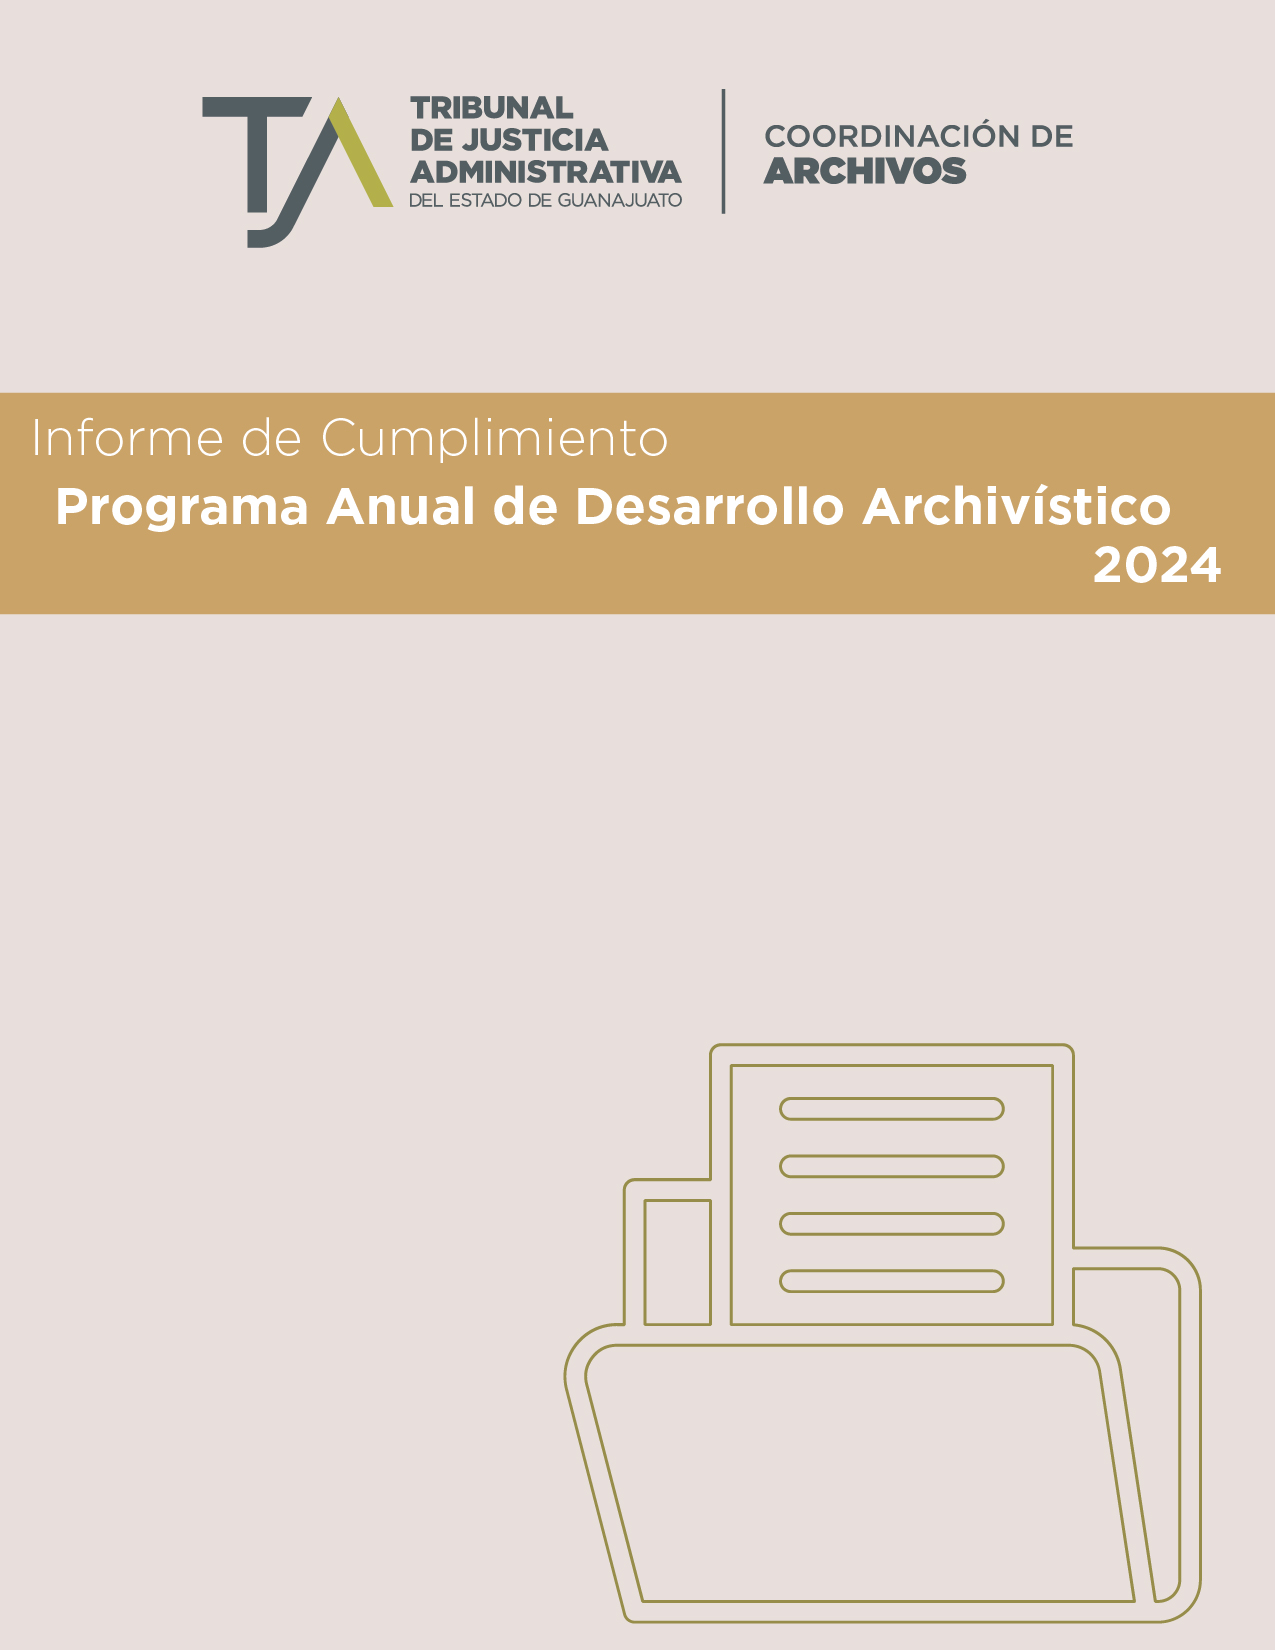 TRIBUNAL
DE JUSTICIA
ADMINISTRATIVA
DEL ESTADO DE GUANAJUATO
COORDINACIÓN DE
ARCHIVOS
Informe de Cumplimiento
Programa Anual de Desarrollo Archivístico
2024